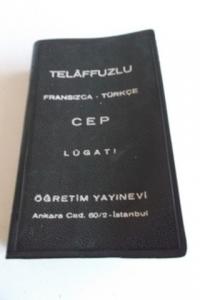 TELÂFFUZLU
FRANSIZCA - TÜRKÇE
CEP
LÛGATI
ÖĞRETİM YAYINEVİ
Ankara Cad. 60/2 - İstanbul